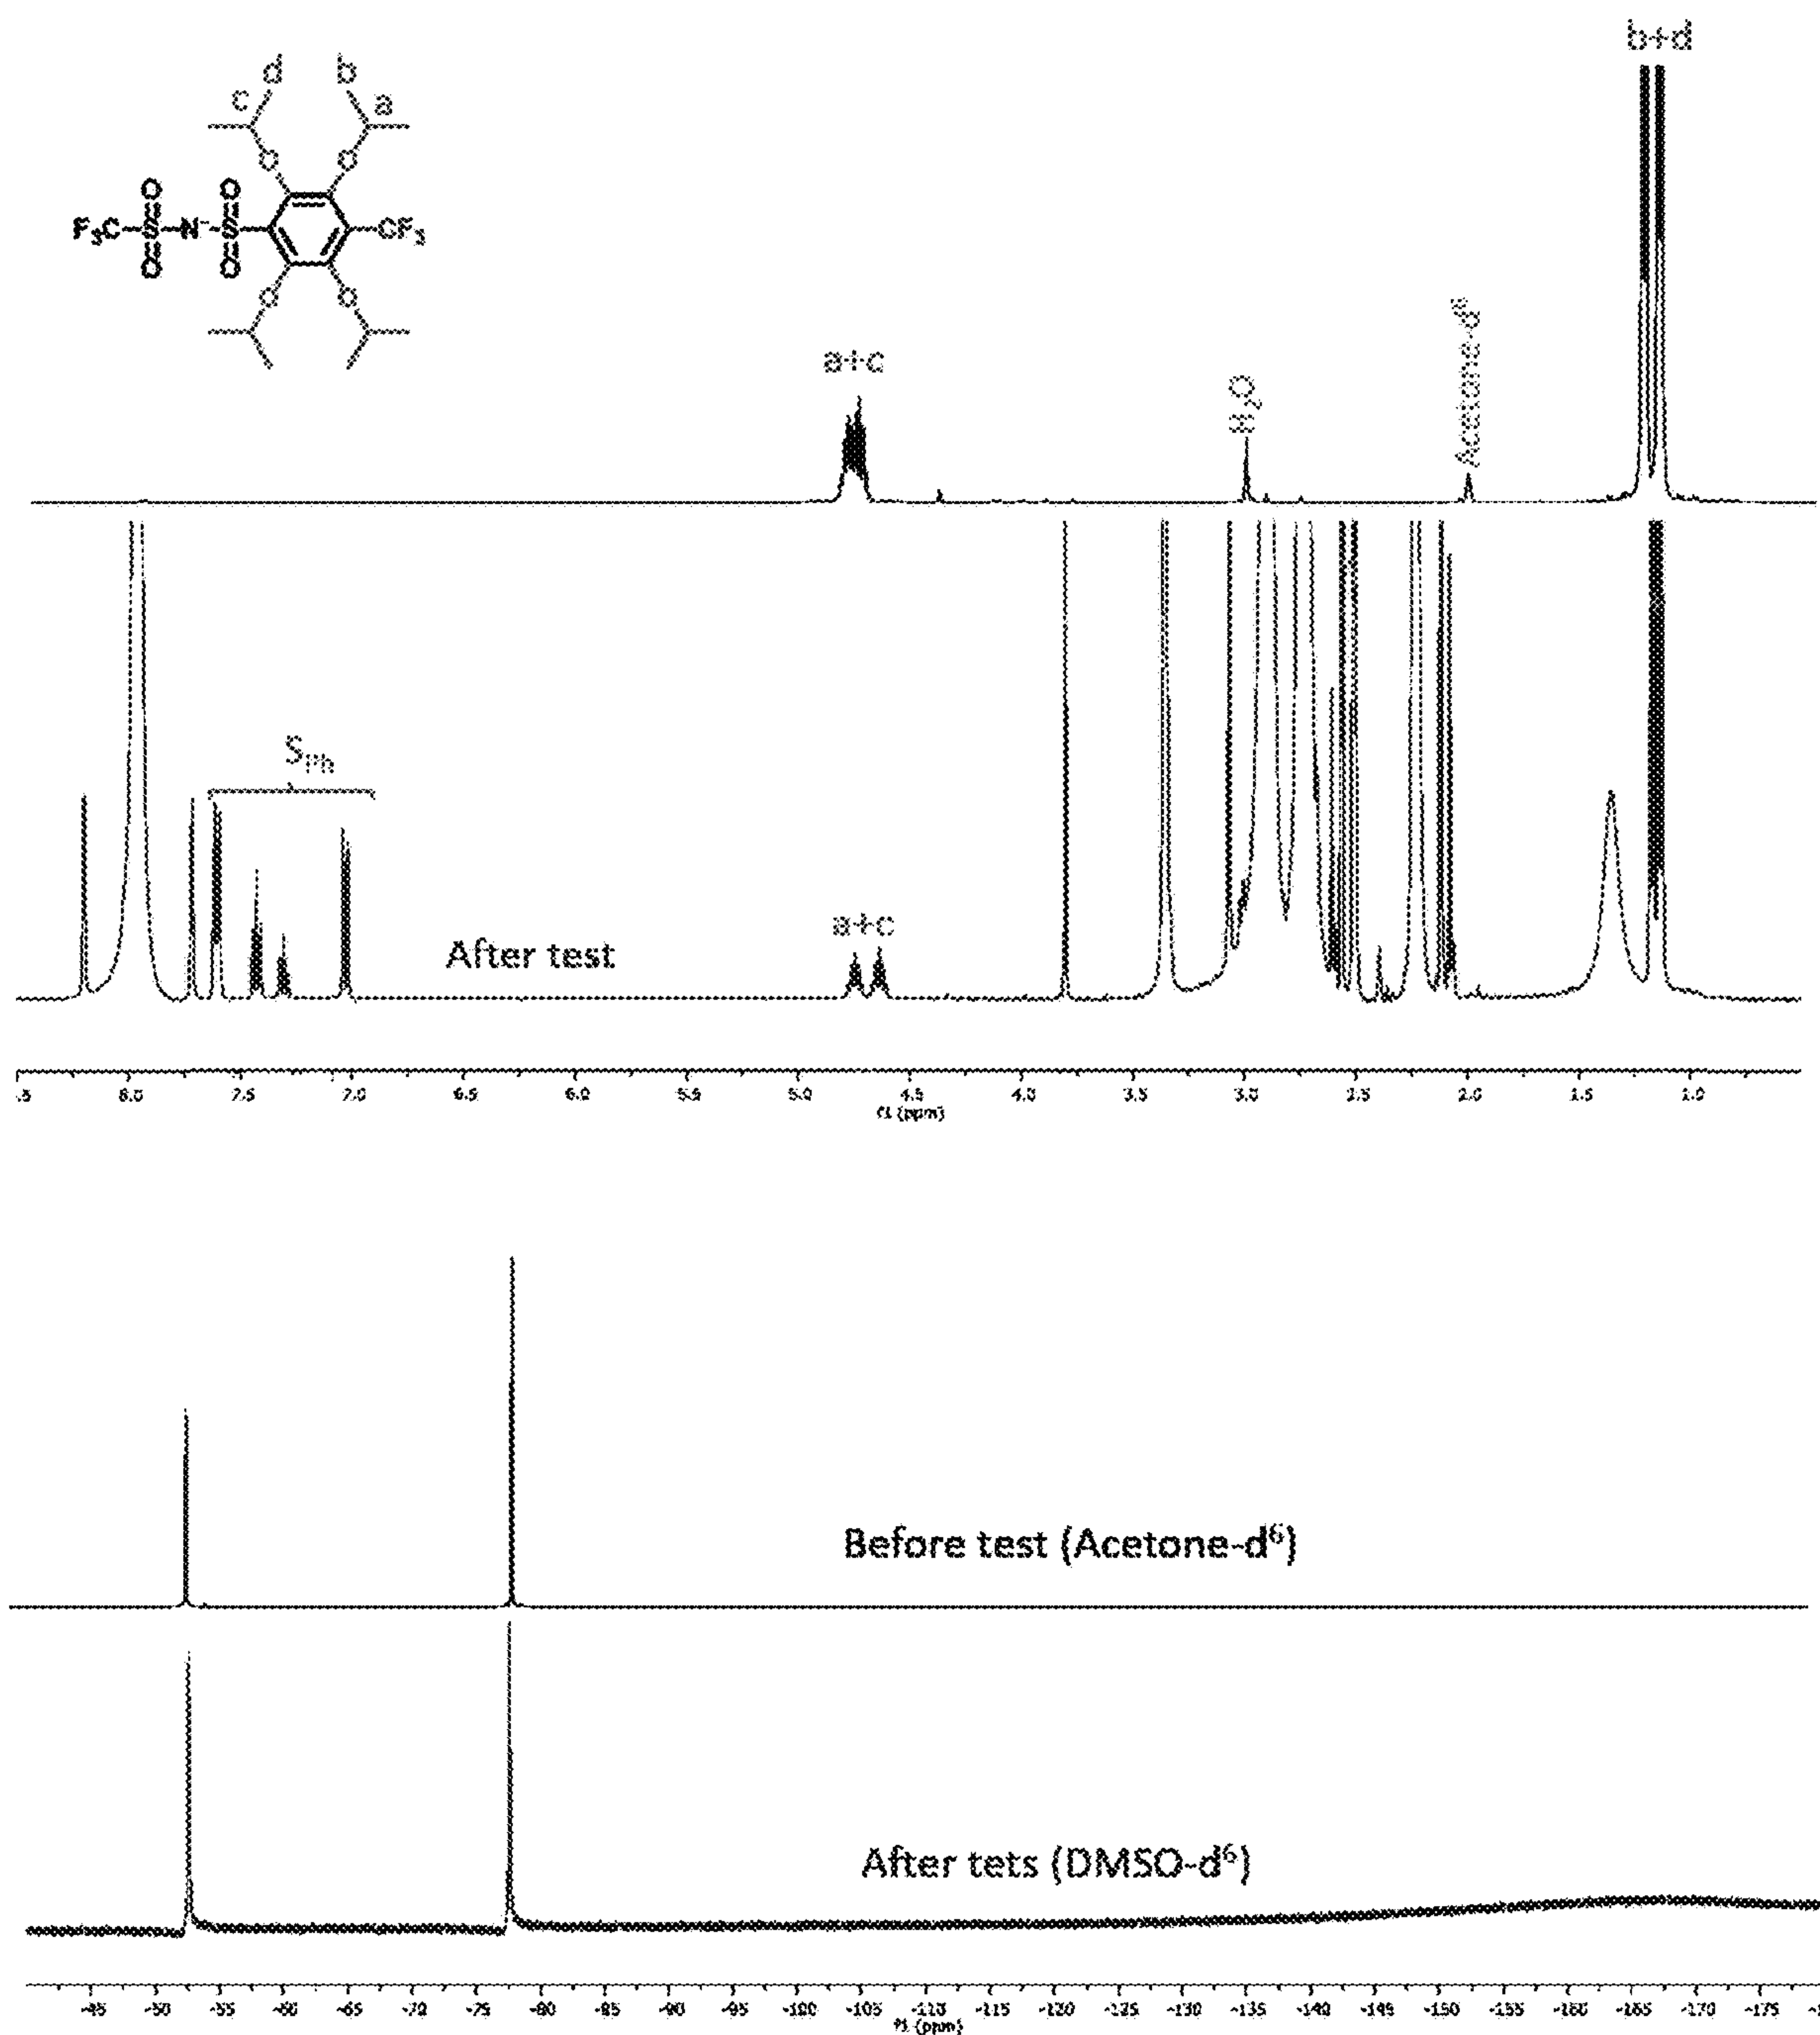 b+d
d b
c a
O O
O O
F₃C S N⁻ S CF₃
O O
O O
a+c
H₂O
Acetone-d⁶
S_Ph
After test
a+c
.5 8.0 7.5 7.0 6.5 6.0 5.5 5.0 4.5 4.0 3.5 3.0 2.5 2.0 1.5 1.0
f1 (ppm)
Before test (Acetone-d⁶)
After tets (DMSO-d⁶)
-45 -50 -55 -60 -65 -70 -75 -80 -85 -90 -95 -100 -105 -110 -115 -120 -125 -130 -135 -140 -145 -150 -155 -160 -165 -170 -175
f1 (ppm)